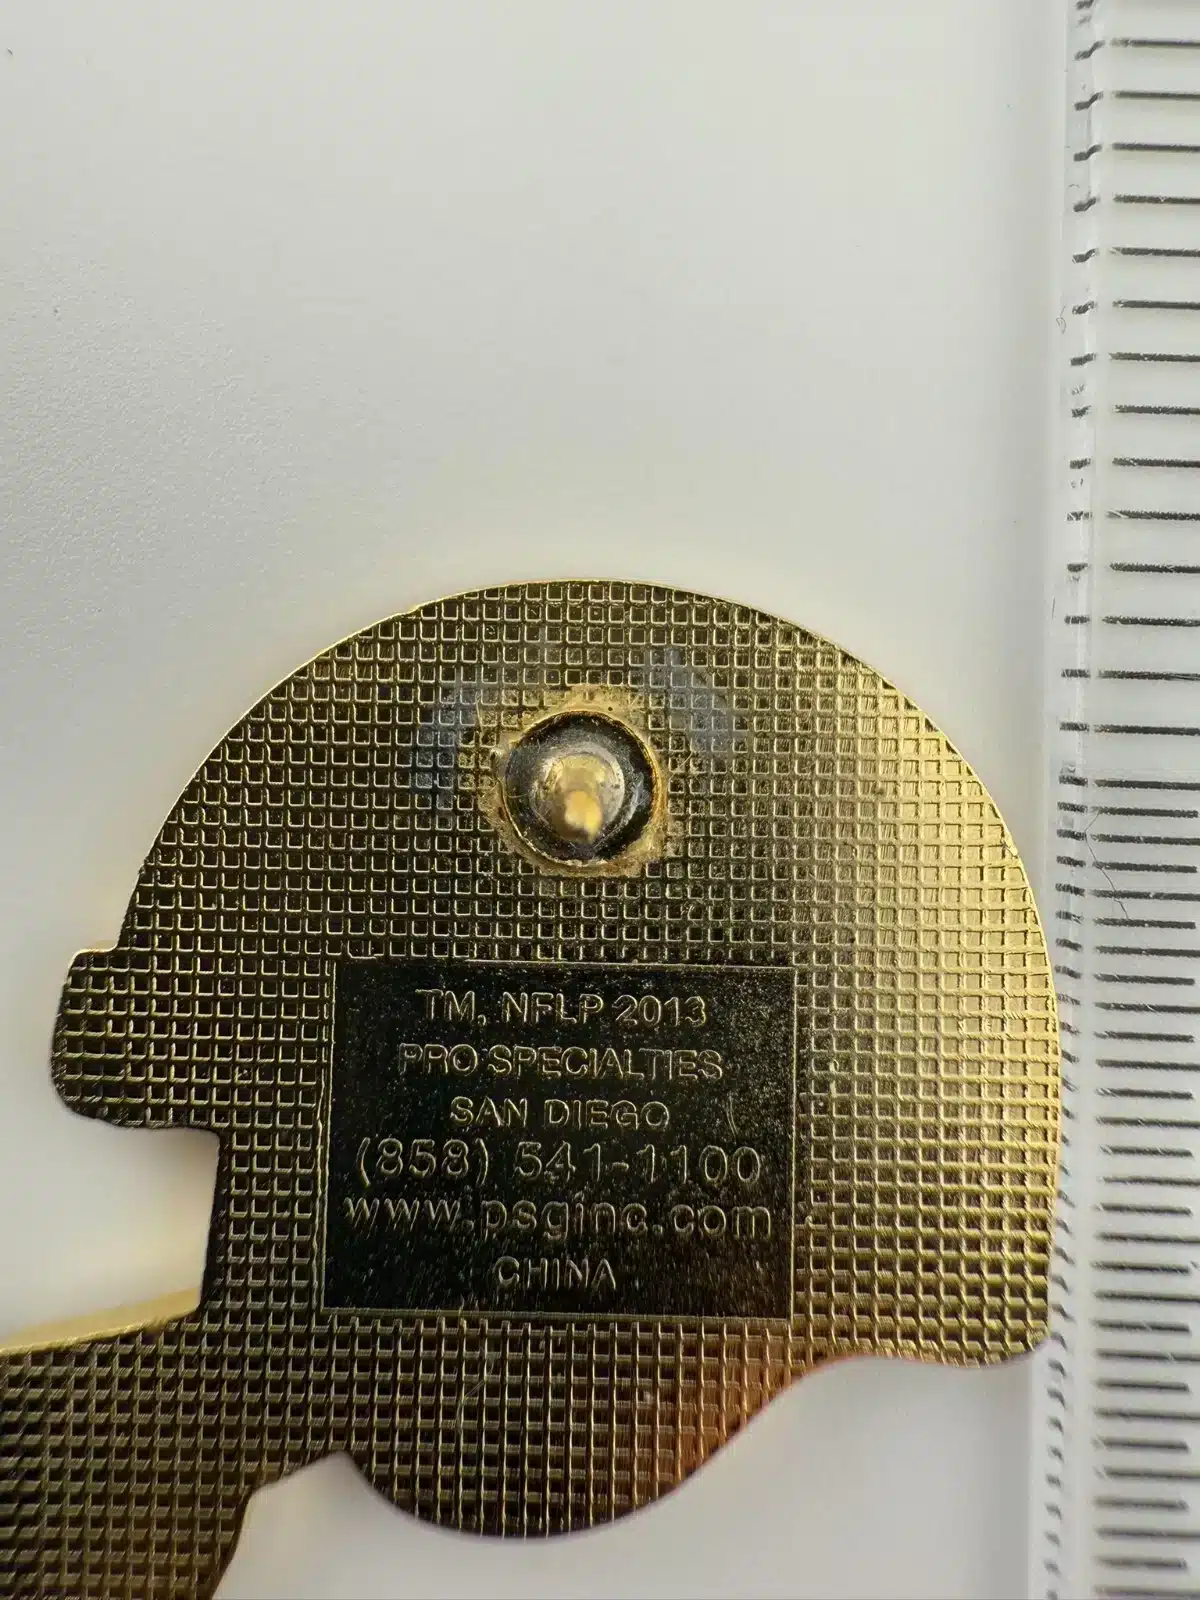 TM, NFLP 2013
PRO SPECIALTIES
SAN DIEGO
(858) 541-1100
www.psginc.com
CHINA